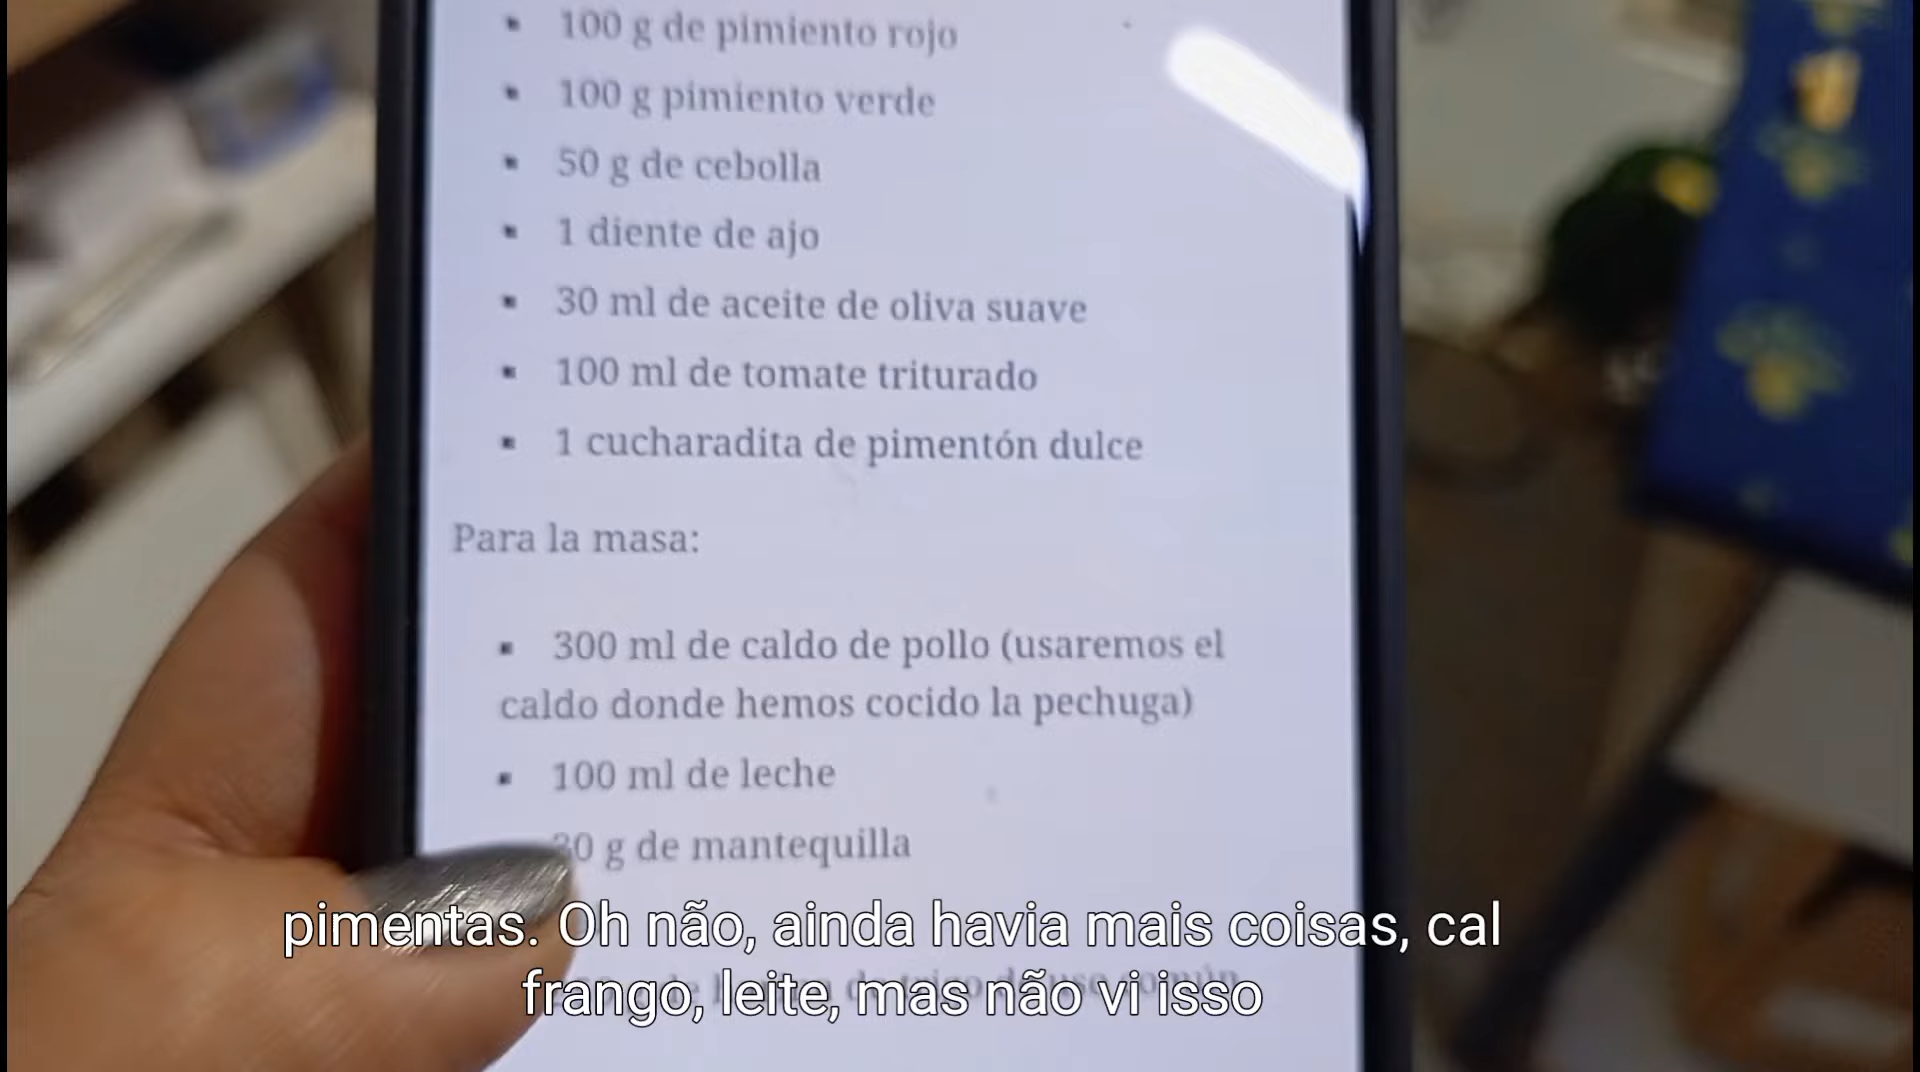 100 g de pimiento rojo
100 g pimiento verde
50 g de cebolla
1 diente de ajo
30 ml de aceite de oliva suave
100 ml de tomate triturado
1 cucharadita de pimentón dulce
Para la masa:
300 ml de caldo de pollo (usaremos el
caldo donde hemos cocido la pechuga)
100 ml de leche
g de mantequilla
pimentas. Oh não, ainda havia mais coisas, cal
frango, leite, mas não vi isso